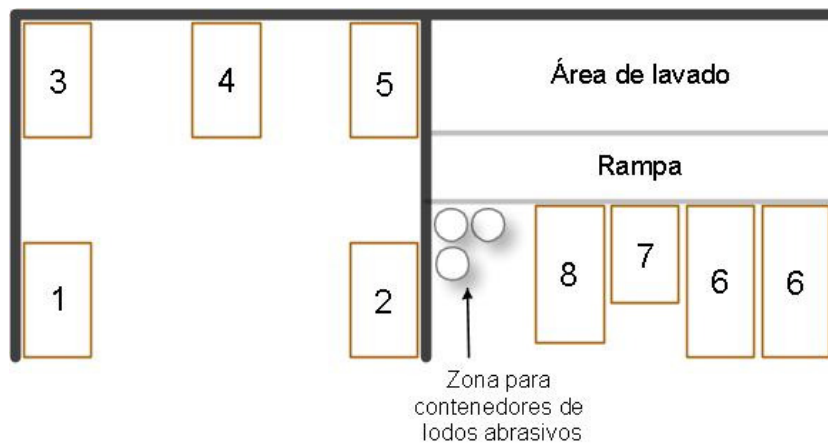 3
4
5
Área de lavado
Rampa
1
2
8
7
6
6
Zona para
contenedores de
lodos abrasivos